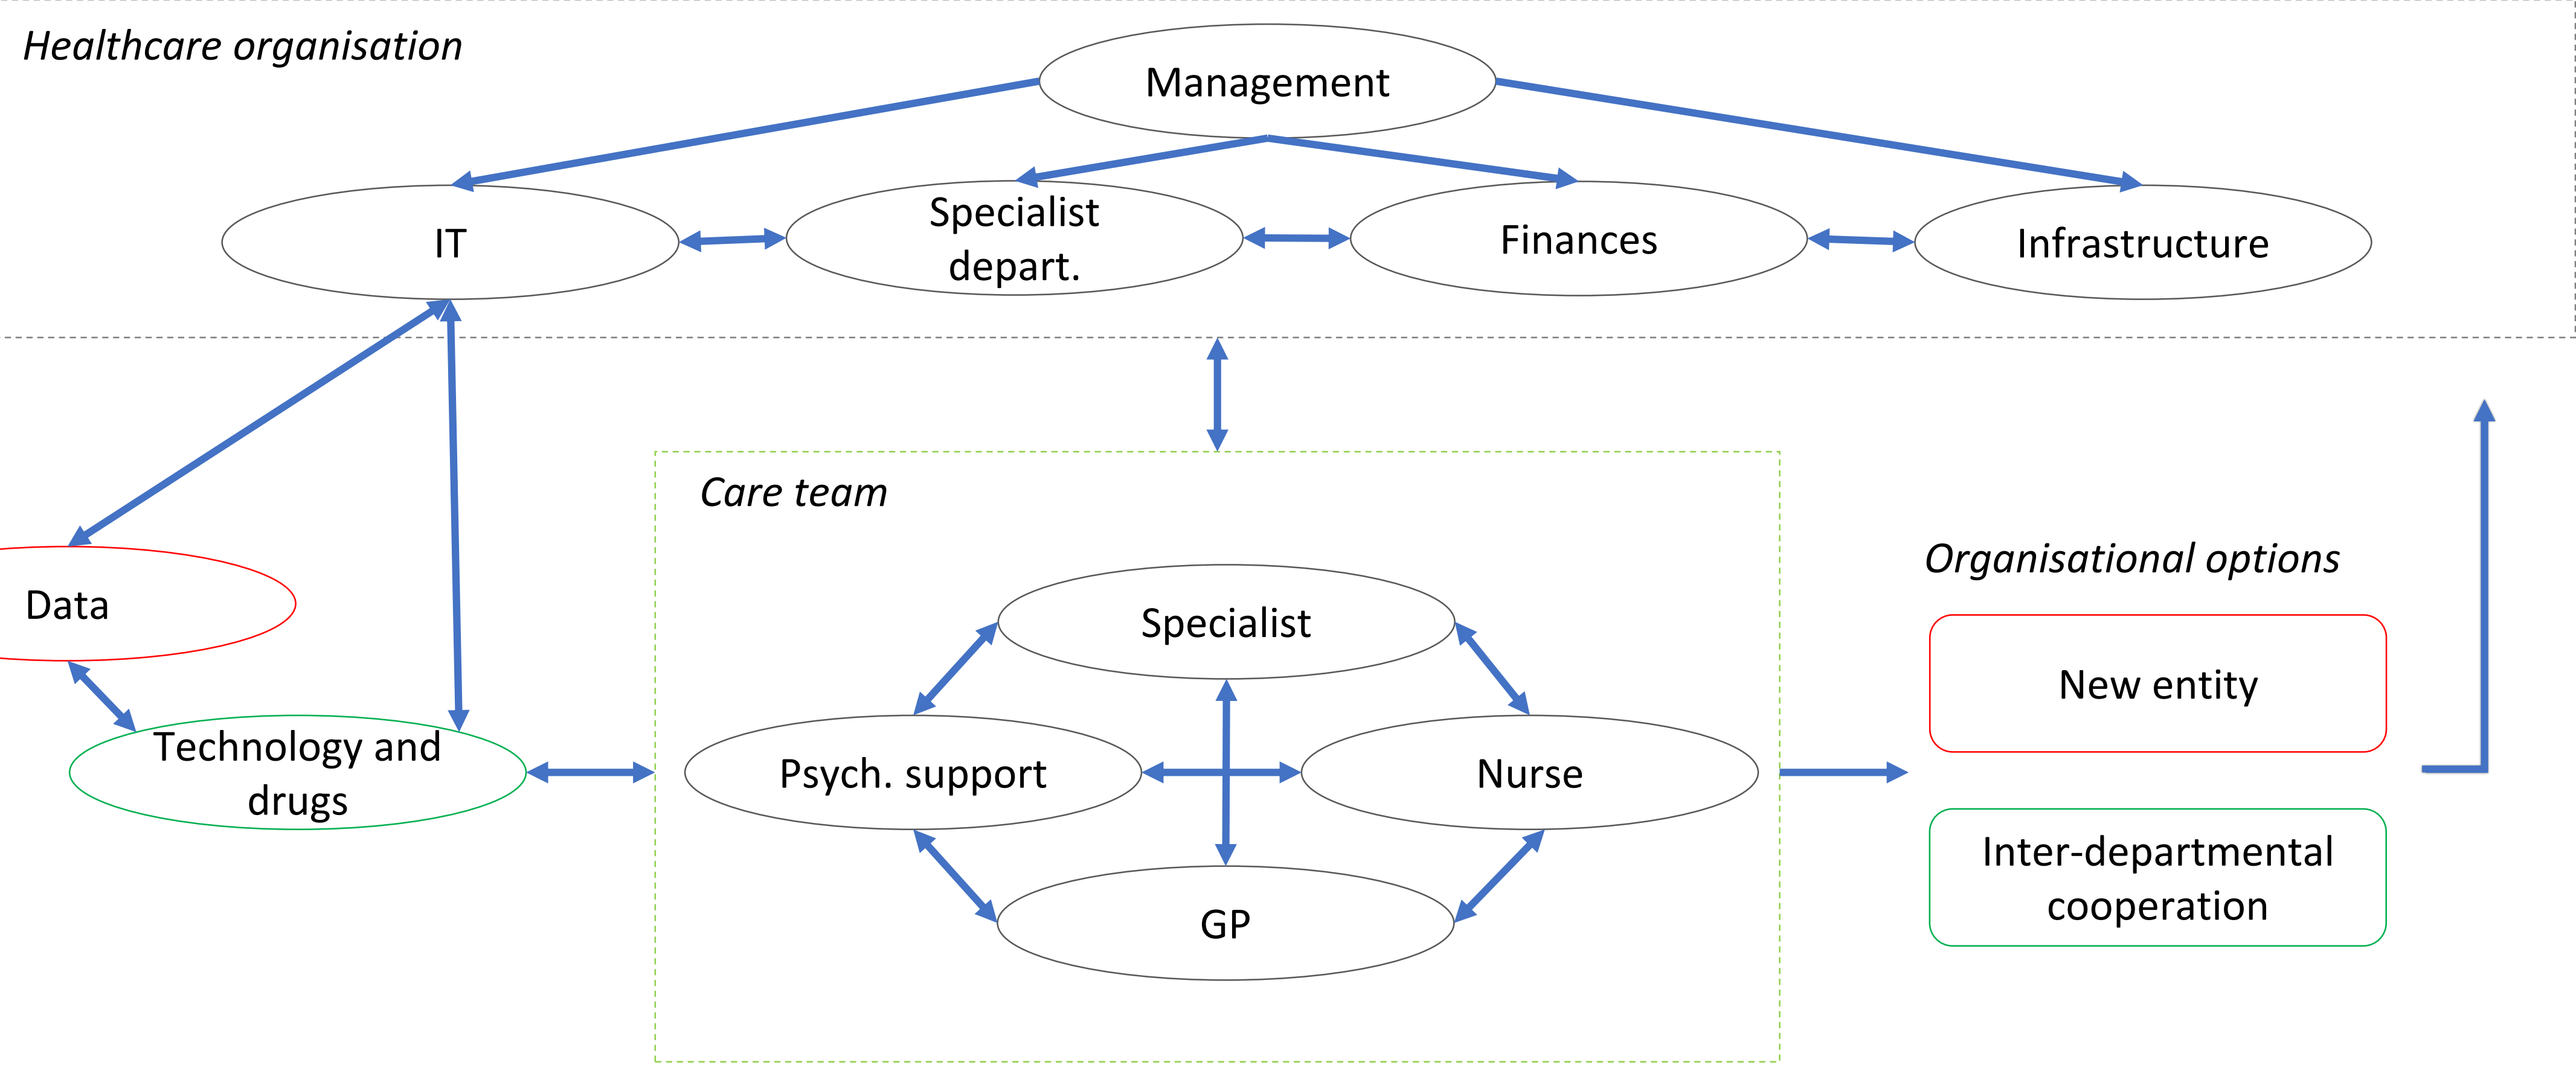 Healthcare organisation
Management
IT
Specialist
depart.
Finances
Infrastructure
Care team
Organisational options
Data
Specialist
New entity
Technology and
drugs
Psych. support
Nurse
Inter-departmental
cooperation
GP